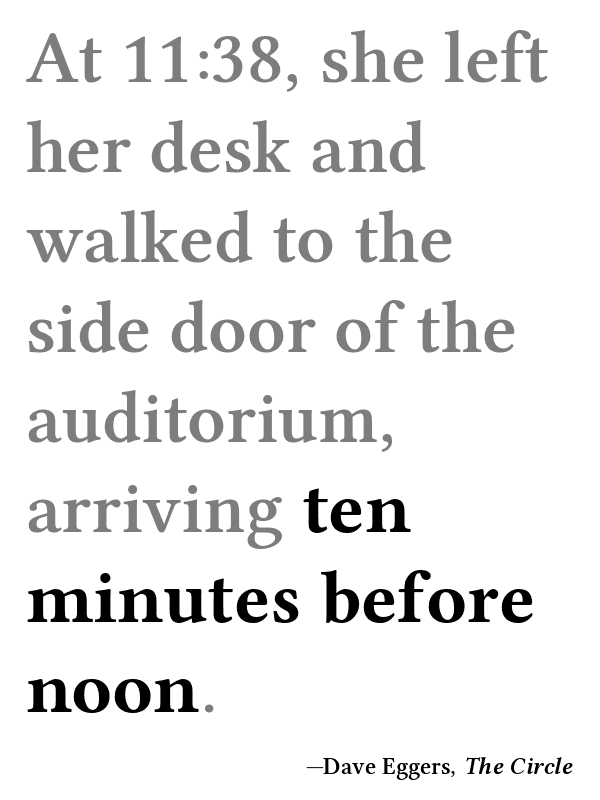 At 11:38, she left
her desk and
walked to the
side door of the
auditorium,
arriving ten
minutes before
noon.
—Dave Eggers, The Circle